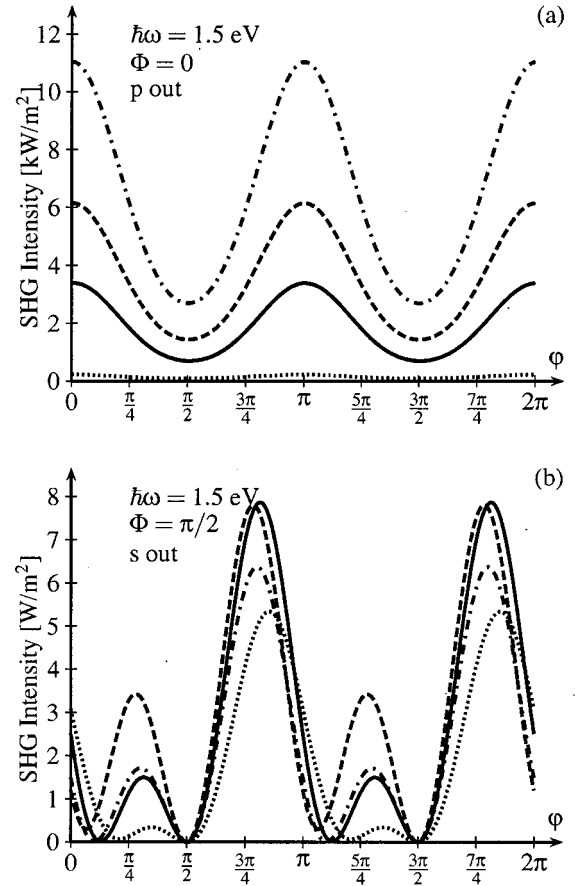 (a)
ħω = 1.5 eV
Φ = 0
p out
SHG Intensity [kW/m²]
12
10
8
6
4
2
0
0 π/4 π/2 3π/4 π 5π/4 3π/2 7π/4 2π
φ
(b)
ħω = 1.5 eV
Φ = π/2
s out
SHG Intensity [W/m²]
8
7
6
5
4
3
2
1
0
0 π/4 π/2 3π/4 π 5π/4 3π/2 7π/4 2π
φ